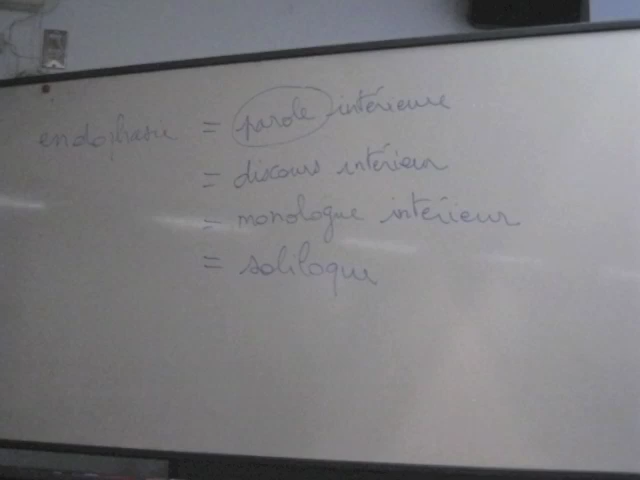 endophasie = parole intérieure
= discours intérieur
= monologue intérieur
= soliloque